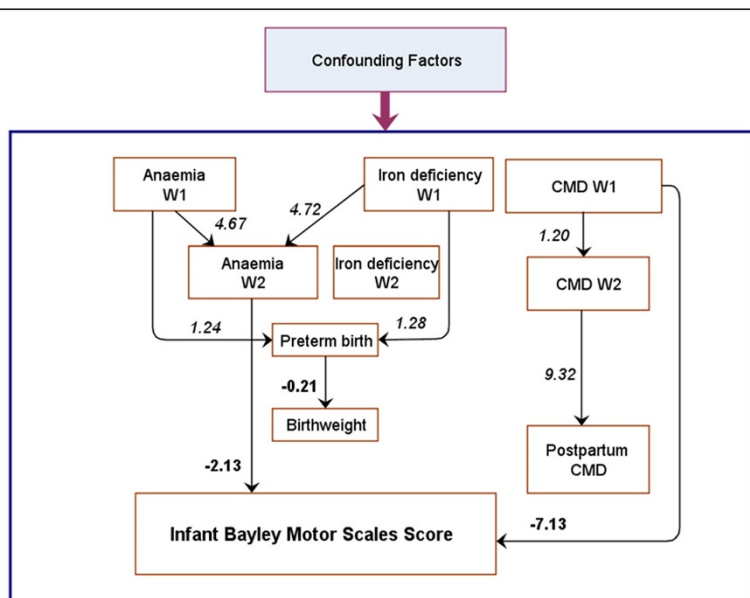 Confounding Factors
Anaemia
W1
Iron deficiency
W1
CMD W1
4.67
4.72
1.20
Anaemia
W2
Iron deficiency
W2
CMD W2
1.24
1.28
Preterm birth
-0.21
9.32
Birthweight
Postpartum
CMD
-2.13
-7.13
Infant Bayley Motor Scales Score